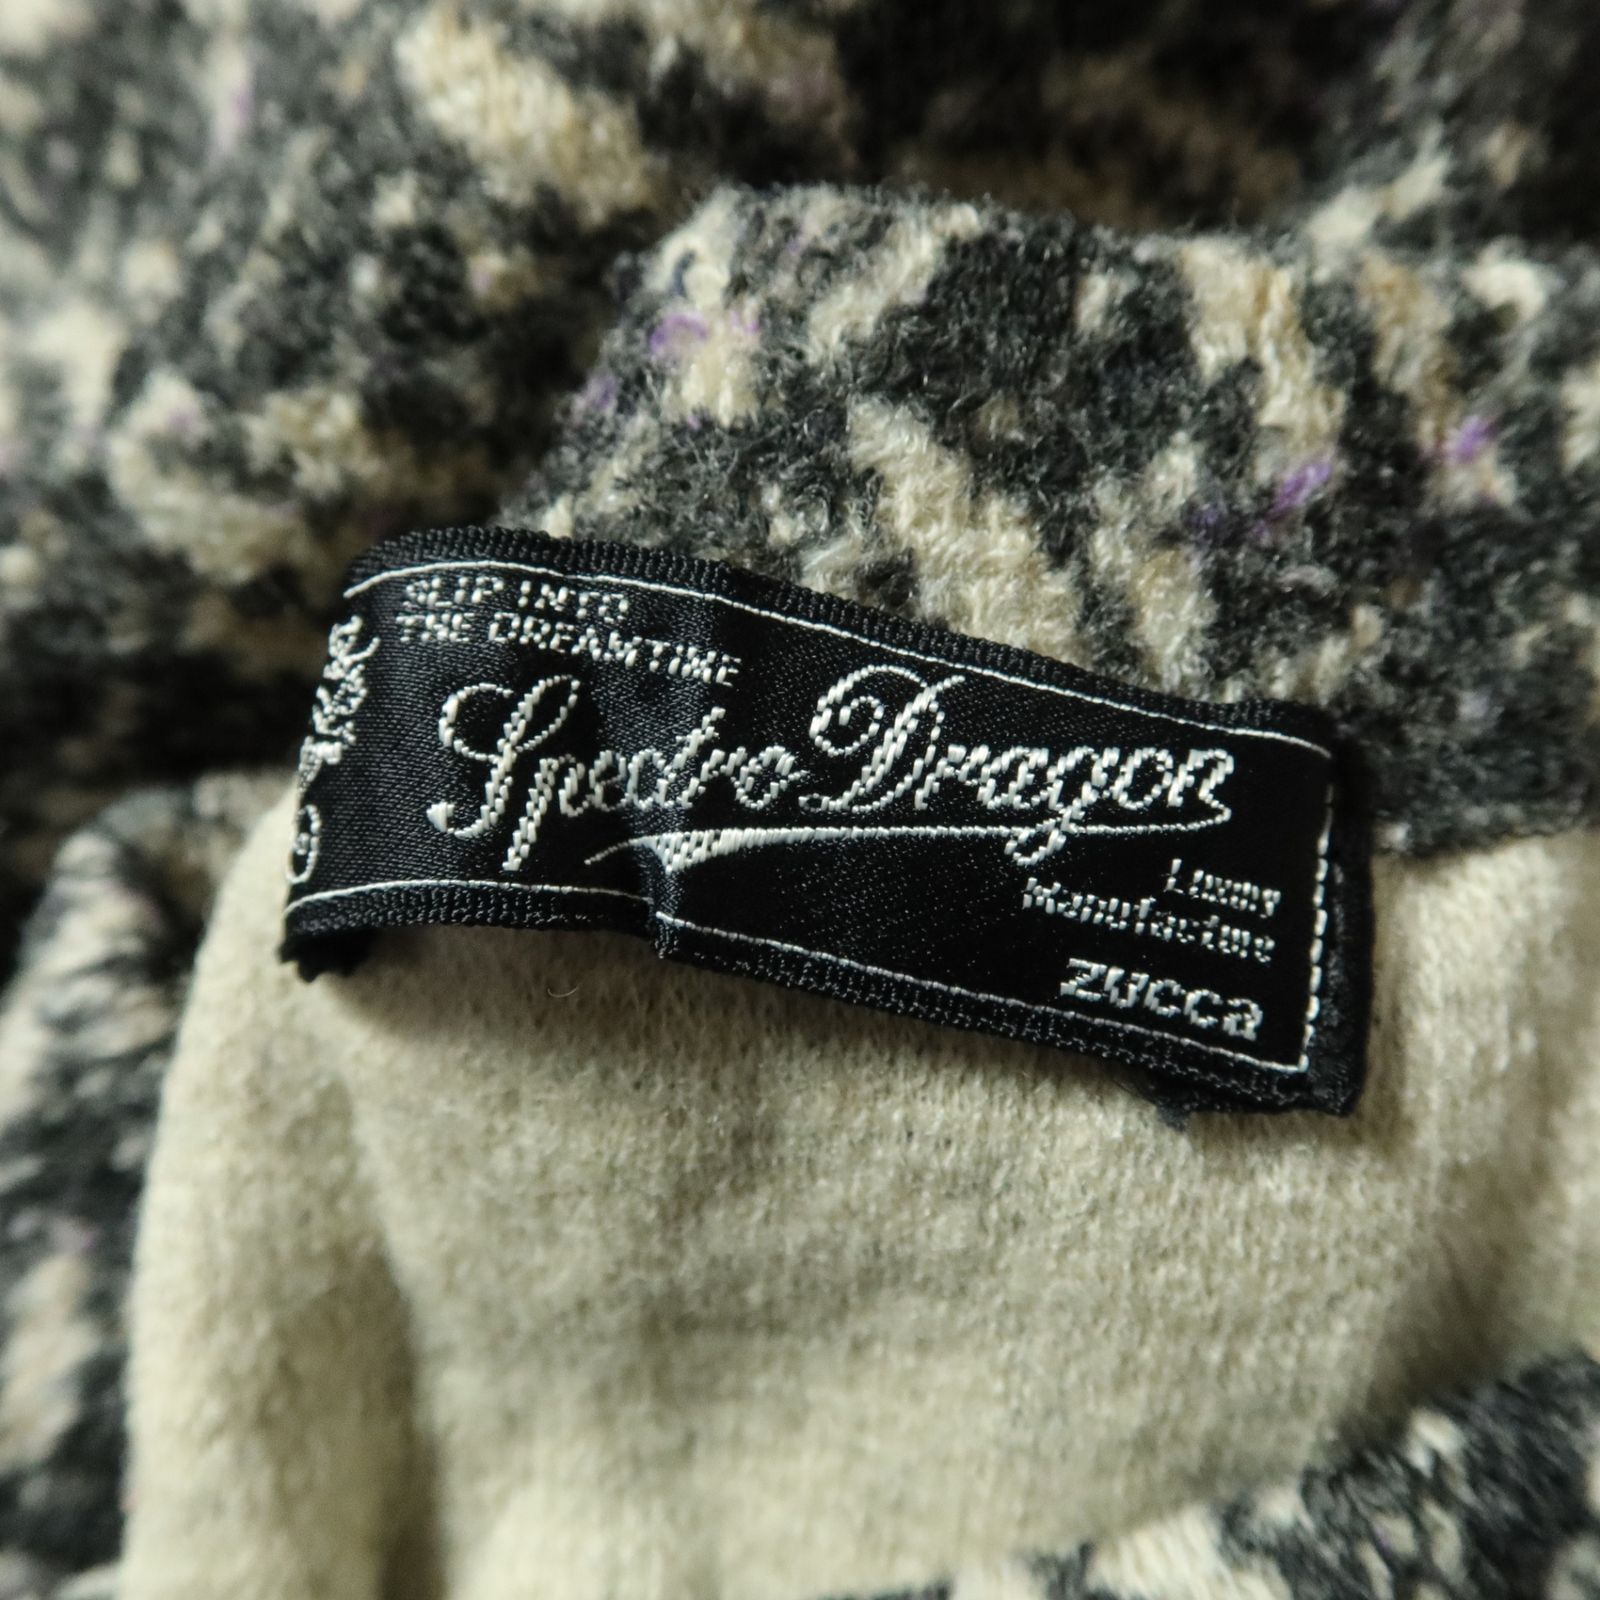 SLIP INTO
THE DREAMTIME
Spectro Dragon
Luxury
Manufacture
zucca